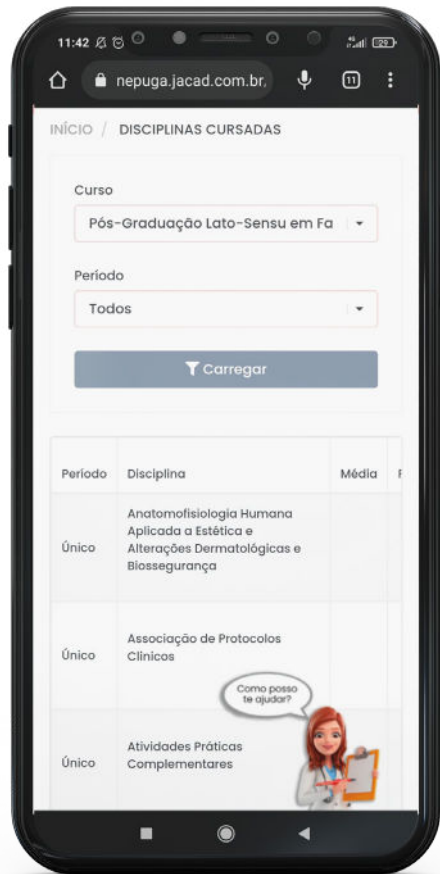 11:42
nepuga.jacad.com.br,
11
29
INÍCIO / DISCIPLINAS CURSADAS
Curso
Pós-Graduação Lato-Sensu em Fa
Período
Todos
Carregar
Período Disciplina Média
Único
Anatomofisiologia Humana
Aplicada a Estética e
Alterações Dermatológicas e
Biossegurança
Único
Associação de Protocolos
Clínicos
Como posso
te ajudar?
Único
Atividades Práticas
Complementares